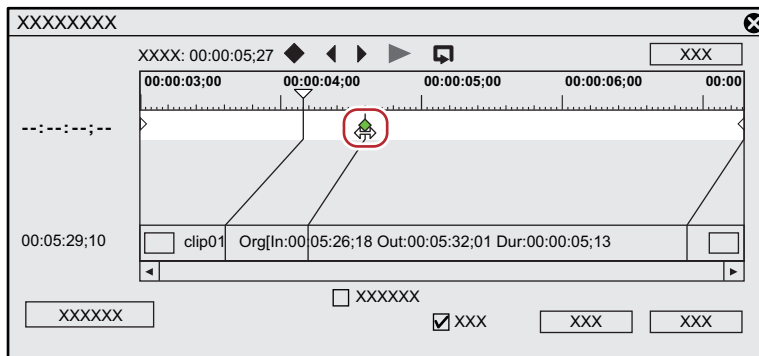 XXXXXXXX
XXXX: 00:00:05;27
XXX
00:00:03;00 00:00:04;00 00:00:05;00 00:00:06;00 00:00
--:--:--;--
00:05:29;10
clip01 Org[In:00:05:26;18 Out:00:05:32;01 Dur:00:00:05;13
XXXXXX
XXXXXX
XXX
XXX
XXX